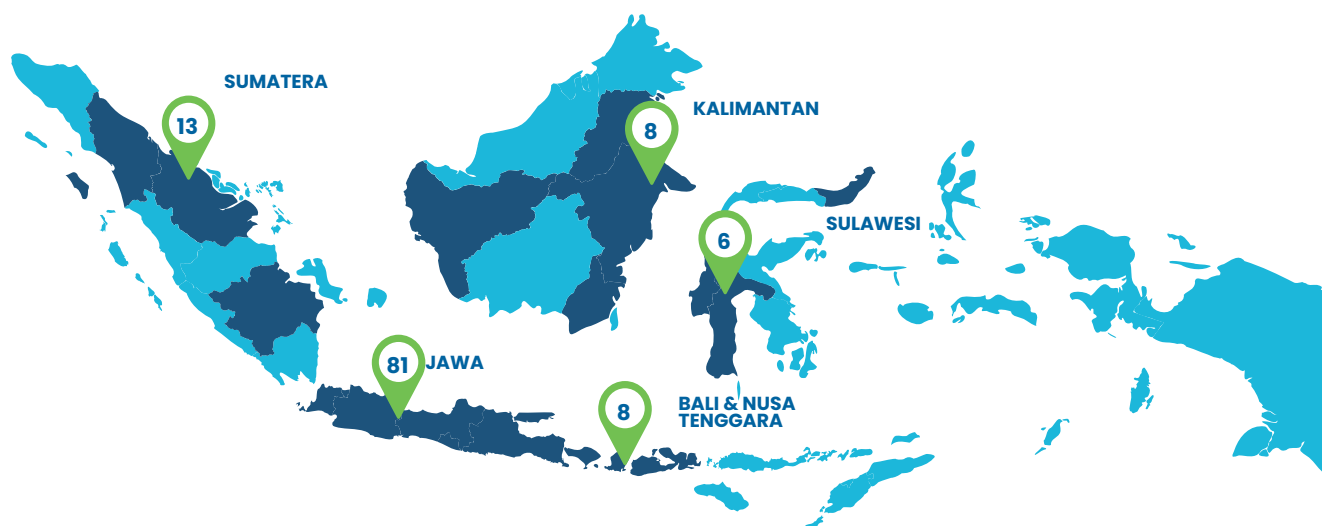 SUMATERA
13
KALIMANTAN
8
SULAWESI
6
JAWA
81
BALI & NUSA
TENGGARA
8